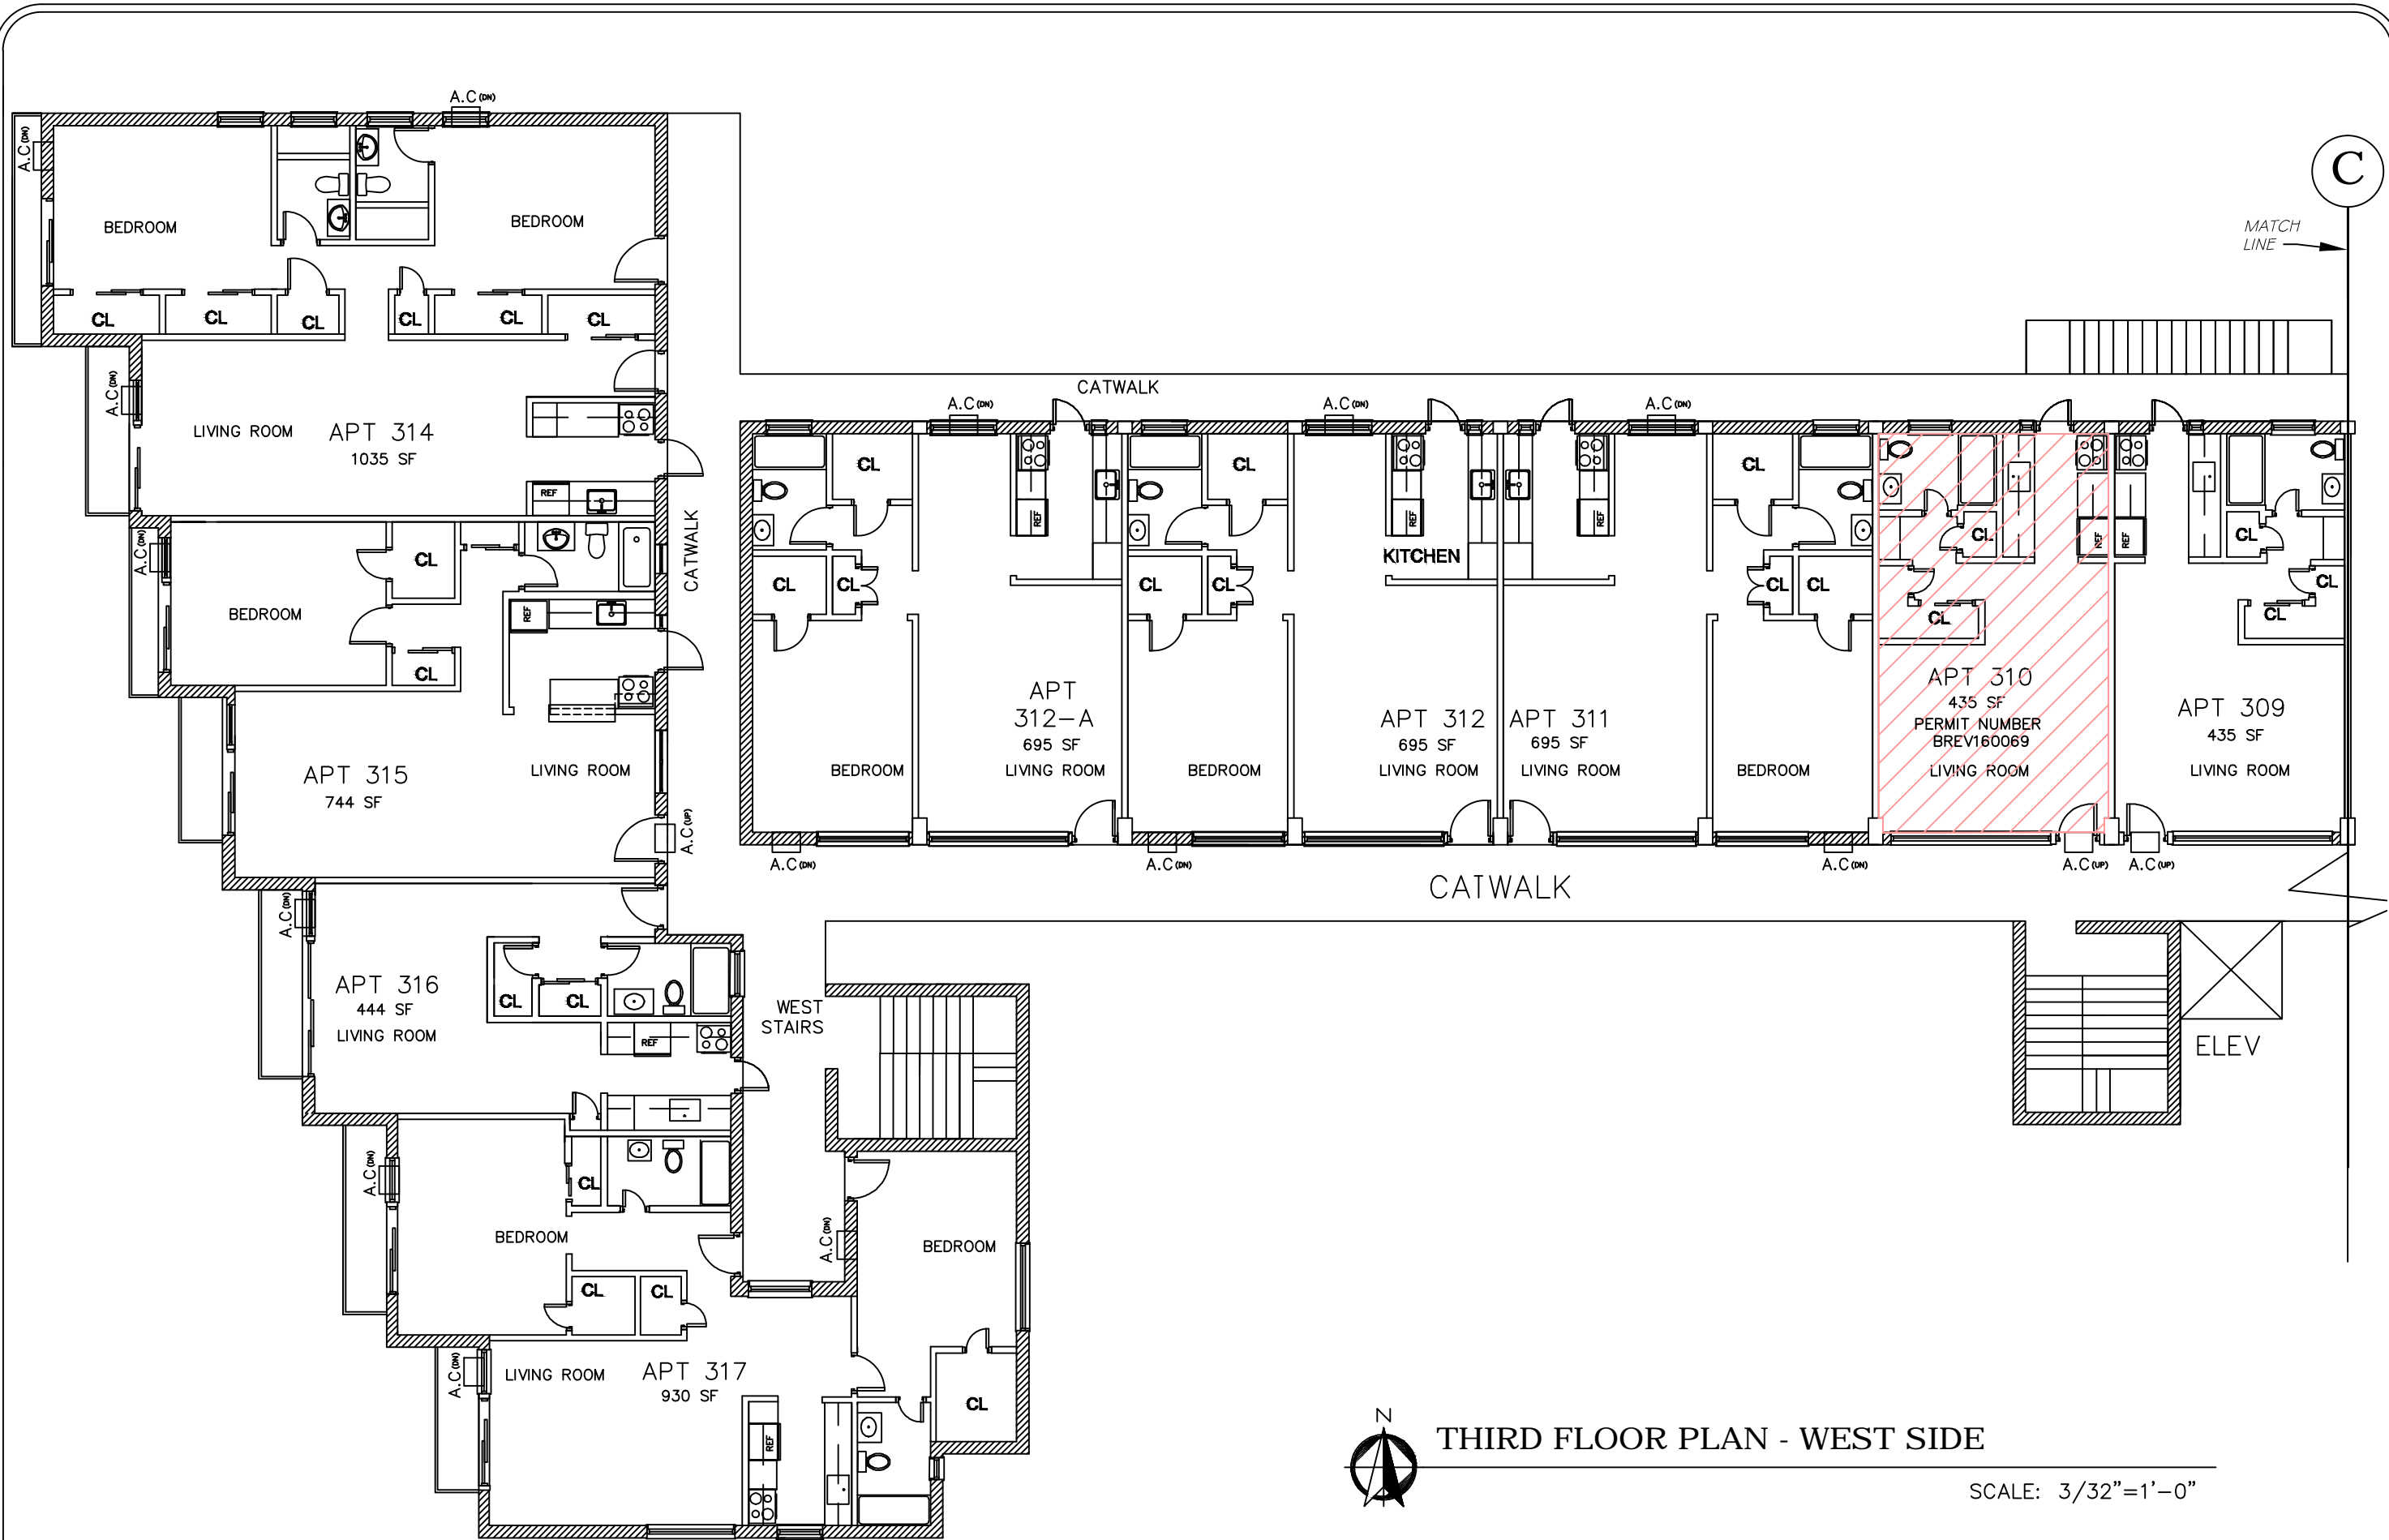 A.C (DN)
A.C (DN)
C
MATCH
LINE
BEDROOM
BEDROOM
CL
CL
CL
CL
CL
CL
A.C (DN)
LIVING ROOM
APT 314
1035 SF
REF
CATWALK
CATWALK
A.C (DN)
A.C (DN)
A.C (DN)
A.C (DN)
CL
BEDROOM
CL
REF
APT 315
744 SF
LIVING ROOM
A.C (UP)
CL
REF
CL
CL
APT
312-A
695 SF
BEDROOM
LIVING ROOM
A.C (DN)
CL
REF
KITCHEN
CL
CL
APT 312
695 SF
BEDROOM
LIVING ROOM
A.C (DN)
REF
CL
CL
CL
APT 311
695 SF
LIVING ROOM
BEDROOM
A.C (DN)
CL
REF
CL
APT 310
435 SF
PERMIT NUMBER
BREV160069
LIVING ROOM
A.C (UP)
REF
CL
CL
CL
APT 309
435 SF
LIVING ROOM
A.C (UP)
CATWALK
A.C (DN)
APT 316
444 SF
LIVING ROOM
CL
CL
REF
WEST
STAIRS
ELEV
A.C (DN)
CL
BEDROOM
CL
CL
A.C (DN)
BEDROOM
A.C (DN)
LIVING ROOM
APT 317
930 SF
REF
CL
N
THIRD FLOOR PLAN - WEST SIDE
SCALE: 3/32"=1'-0"